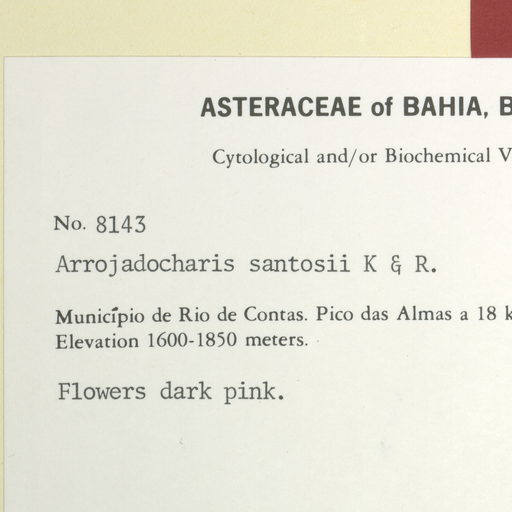 ASTERACEAE of BAHIA, B
Cytological and/or Biochemical V
No. 8143
Arrojadocharis santosii K & R.
Município de Rio de Contas. Pico das Almas a 18 k
Elevation 1600-1850 meters.
Flowers dark pink.